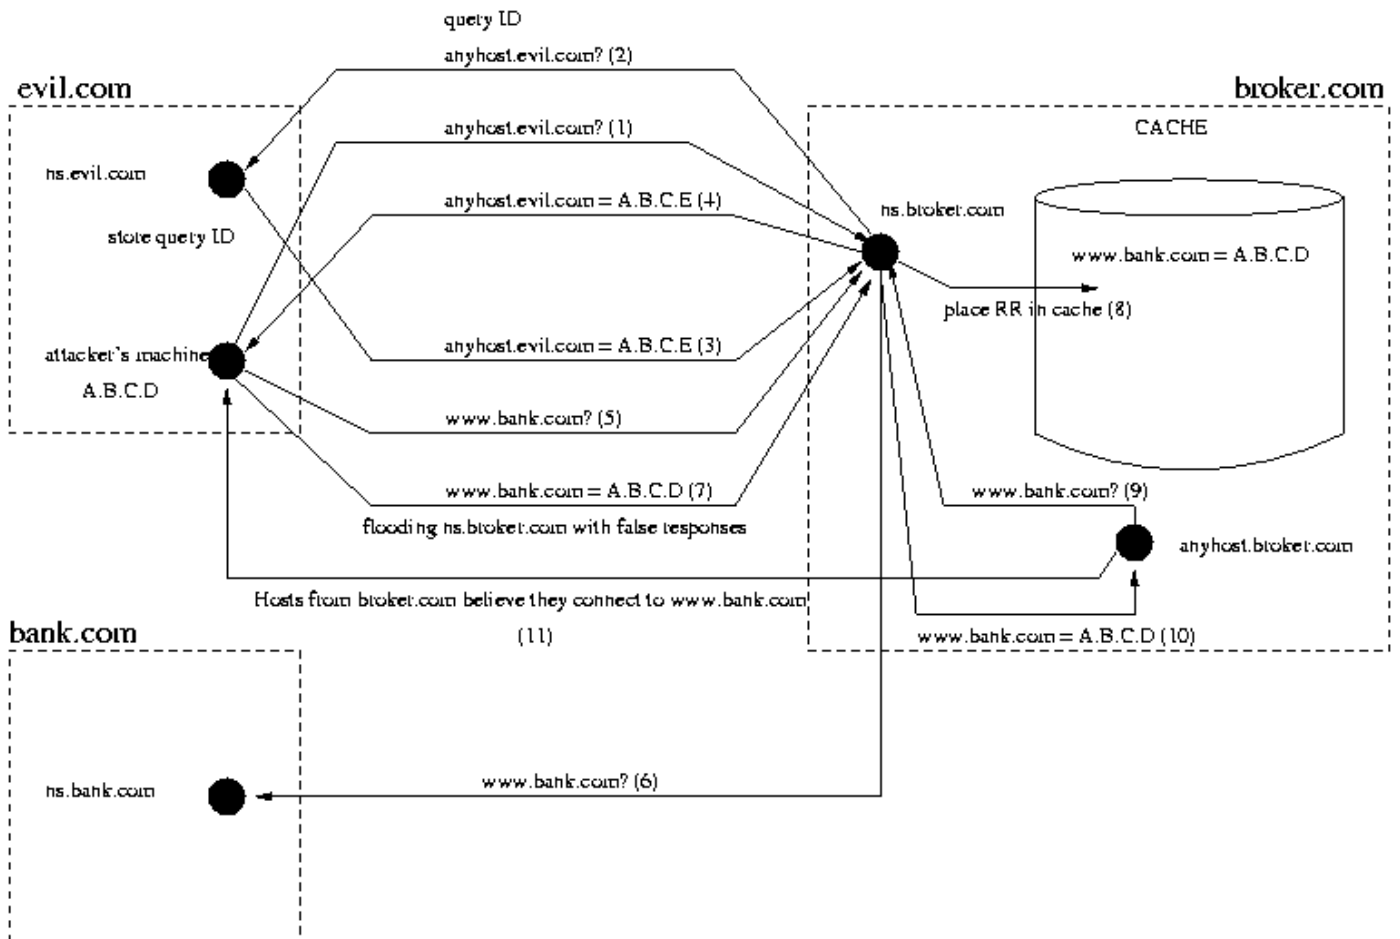 query ID
anyhost.evil.com? (2)
evil.com
broker.com
anyhost.evil.com? (1)
CACHE
ns.evil.com
anyhost.evil.com = A.B.C.E (4)
ns.broker.com
store query ID
www.bank.com = A.B.C.D
place RR in cache (8)
attacker's machine
anyhost.evil.com = A.B.C.E (3)
A.B.C.D
www.bank.com? (5)
www.bank.com = A.B.C.D (7)
www.bank.com? (9)
flooding ns.broker.com with false responses
anyhost.broker.com
Hosts from broker.com believe they connect to www.bank.com
(11)
www.bank.com = A.B.C.D (10)
bank.com
www.bank.com? (6)
ns.bank.com